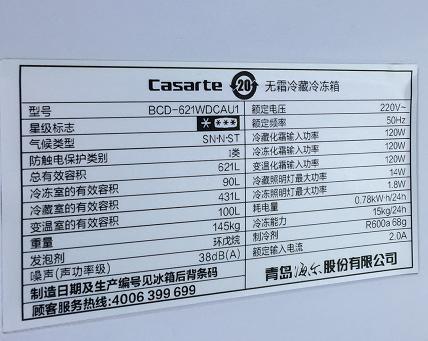 Casarte 20 无霜冷藏冷冻箱
型号 BCD-621WDCAU1
星级标志 * ***
气候类型 SN·N·ST
防触电保护类别 I类
总有效容积 621L
冷冻室的有效容积 90L
冷藏室的有效容积 431L
变温室的有效容积 100L
重量 145kg
发泡剂 环戊烷
噪声(声功率级) 38dB(A)
制造日期及生产编号见冰箱后背条码
顾客服务热线:4006 399 699
额定电压 220V~
额定频率 50Hz
冷藏化霜输入功率 120W
冷冻化霜输入功率 120W
变温化霜输入功率 120W
冷藏照明灯最大功率 14W
冷冻照明灯最大功率 1.8W
耗电量 0.78kW·h/24h
冷冻能力 15kg/24h
制冷剂 R600a 68g
额定输入电流 2.0A
青岛海尔股份有限公司